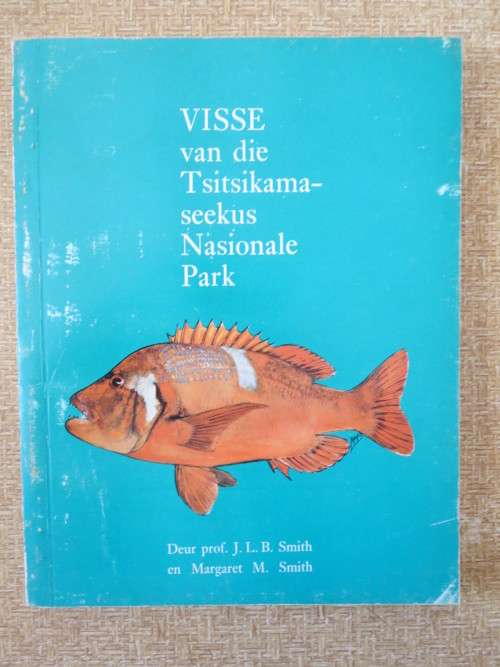 VISSE
van die
Tsitsikama-
seekus
Nasionale
Park
Deur prof. J. L. B. Smith
en Margaret M. Smith